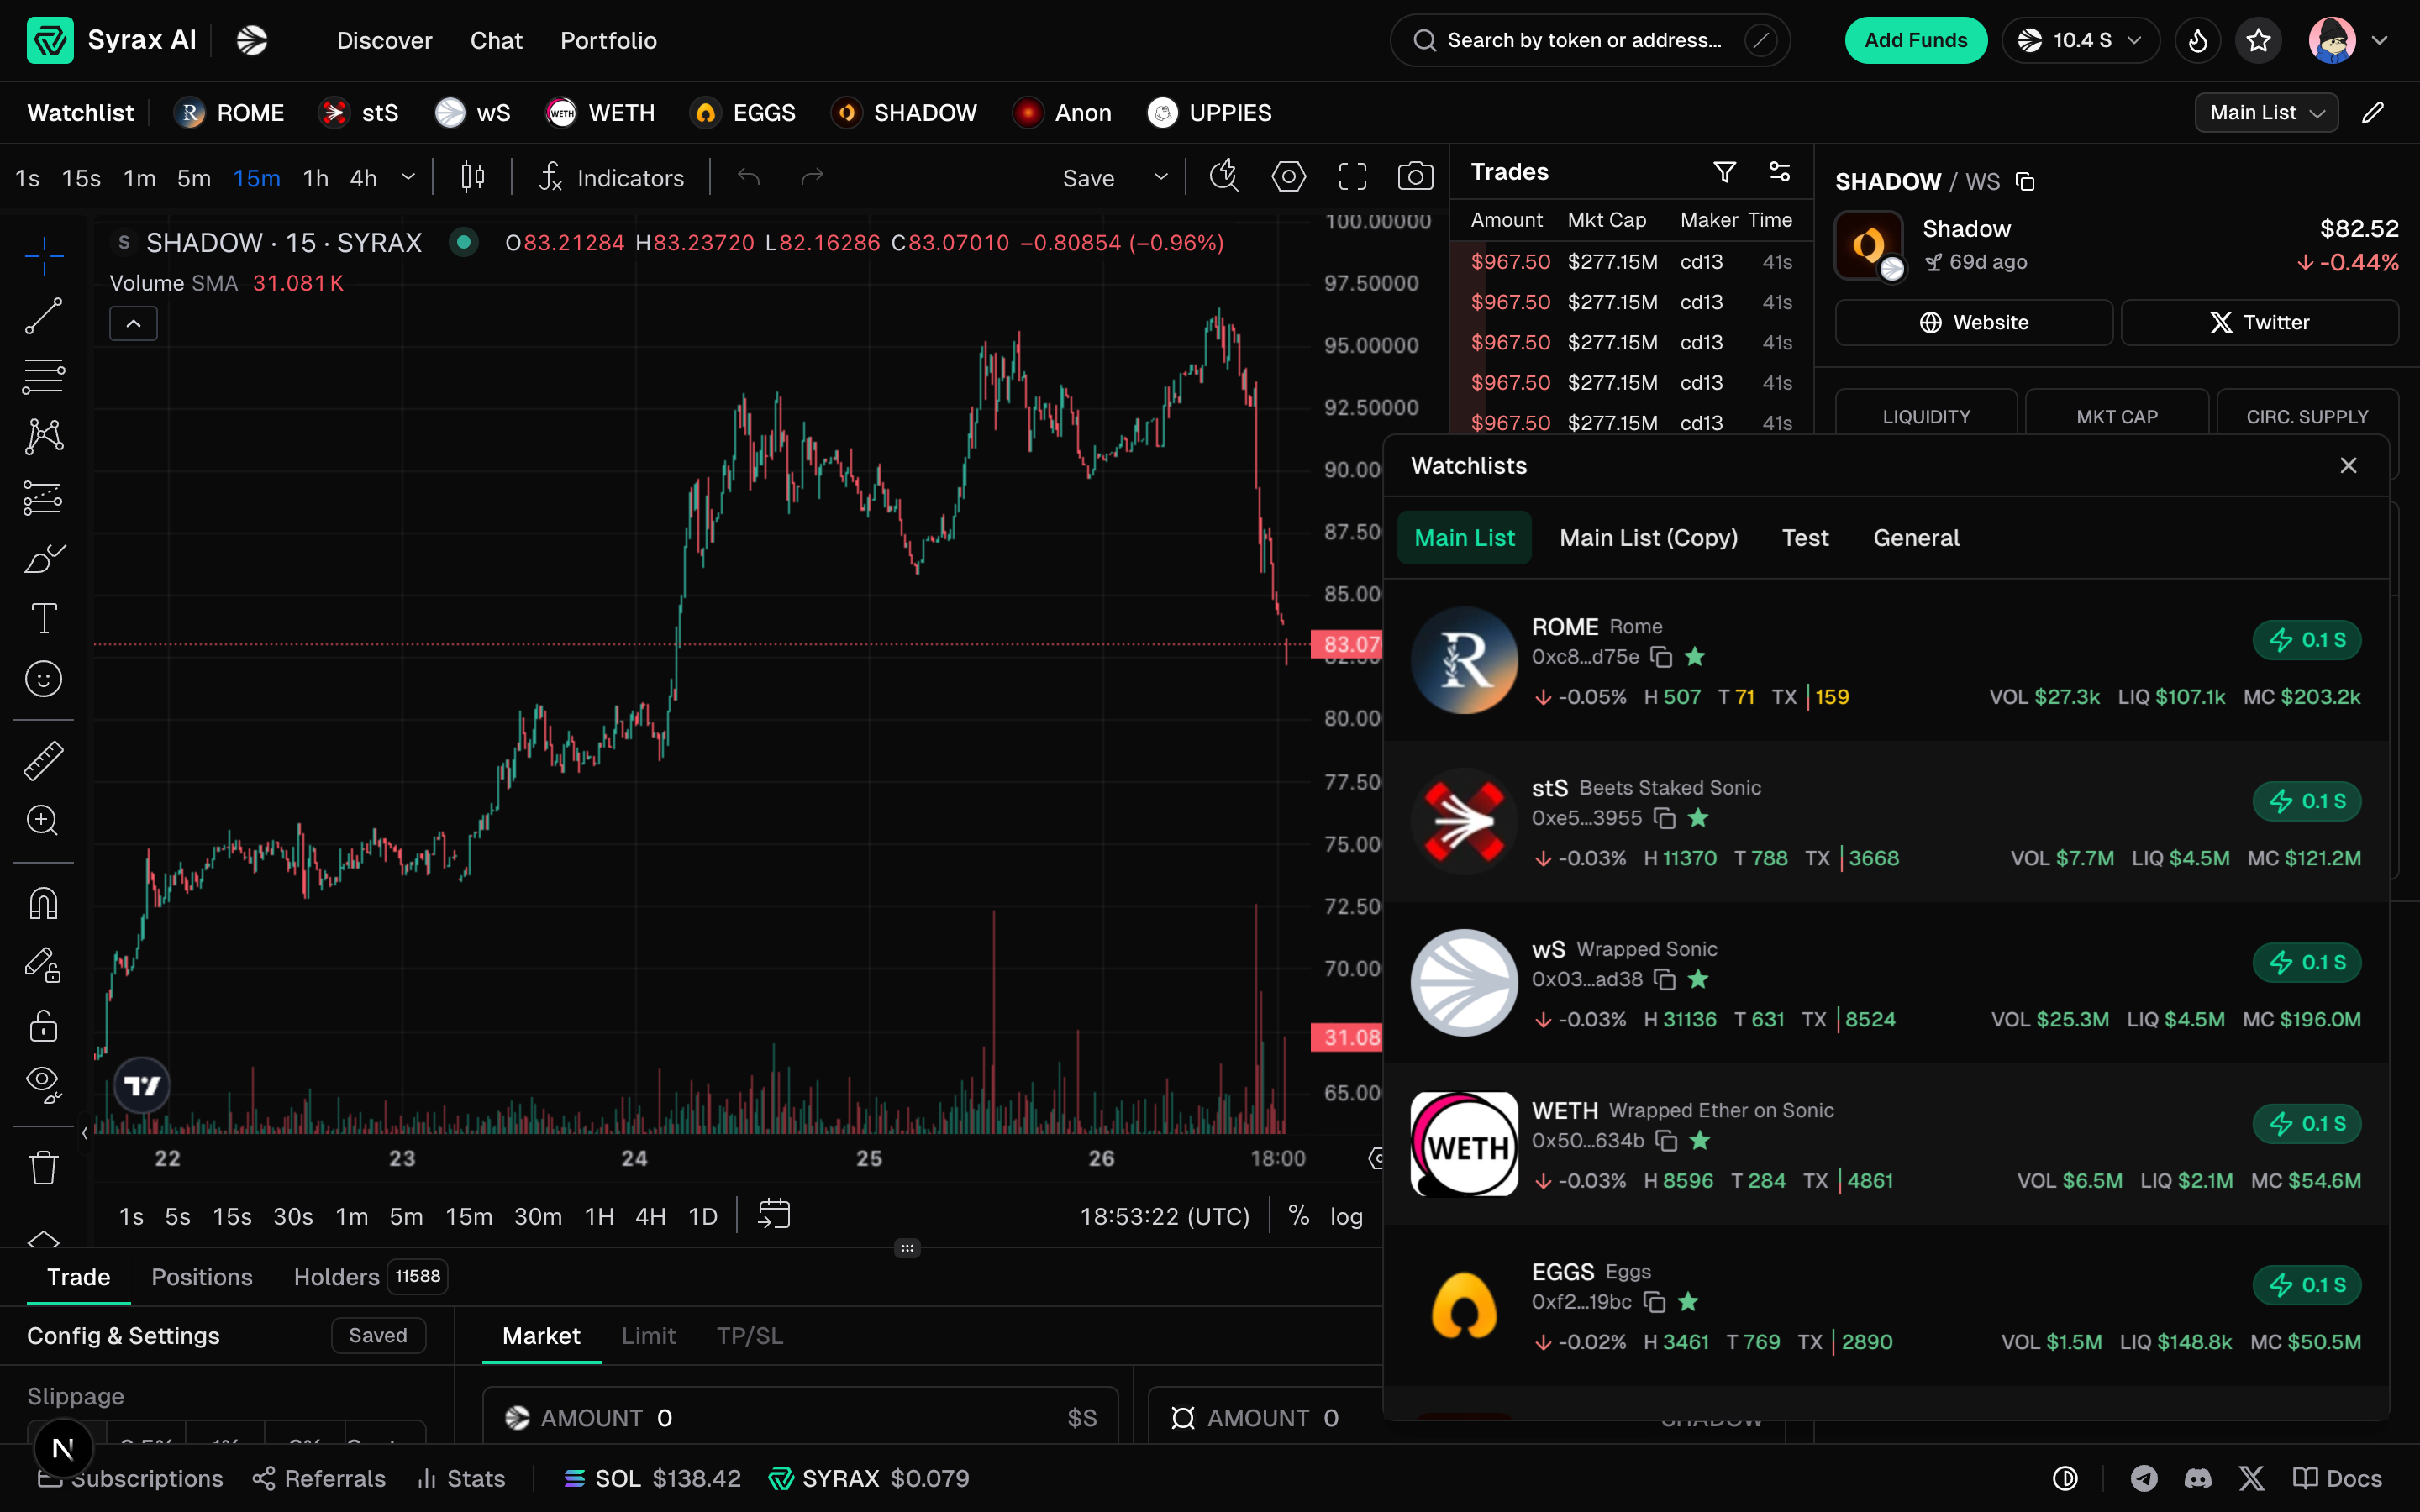 Syrax AI Discover Chat Portfolio Search by token or address... Add Funds 10.4 S
Watchlist ROME stS wS WETH EGGS SHADOW Anon UPPIES Main List
1s 15s 1m 5m 15m 1h 4h Indicators Save
S SHADOW · 15 · SYRAX O83.21284 H83.23720 L82.16286 C83.07010 −0.80854 (−0.96%)
Volume SMA 31.081K
100.00000
97.50000
95.00000
92.50000
90.00
87.50
85.00
83.07
80.00
77.50
75.00
72.50
70.00
31.08
65.00
22 23 24 25 26 18:00
1s 5s 15s 30s 1m 5m 15m 30m 1H 4H 1D 18:53:22 (UTC) % log
Trades
Amount Mkt Cap Maker Time
$967.50 $277.15M cd13 41s
$967.50 $277.15M cd13 41s
$967.50 $277.15M cd13 41s
$967.50 $277.15M cd13 41s
$967.50 $277.15M cd13 41s
SHADOW / WS
Shadow $82.52
69d ago -0.44%
Website Twitter
LIQUIDITY MKT CAP CIRC. SUPPLY
Watchlists
Main List Main List (Copy) Test General
ROME Rome 0.1 S
0xc8...d75e
-0.05% H 507 T 71 TX 159 VOL $27.3k LIQ $107.1k MC $203.2k
stS Beets Staked Sonic 0.1 S
0xe5...3955
-0.03% H 11370 T 788 TX 3668 VOL $7.7M LIQ $4.5M MC $121.2M
wS Wrapped Sonic 0.1 S
0x03...ad38
-0.03% H 31136 T 631 TX 8524 VOL $25.3M LIQ $4.5M MC $196.0M
WETH
WETH Wrapped Ether on Sonic 0.1 S
0x50...634b
-0.03% H 8596 T 284 TX 4861 VOL $6.5M LIQ $2.1M MC $54.6M
EGGS Eggs 0.1 S
0xf2...19bc
-0.02% H 3461 T 769 TX 2890 VOL $1.5M LIQ $148.8k MC $50.5M
Trade Positions Holders 11588
Config & Settings Saved Market Limit TP/SL
Slippage
AMOUNT 0 $S AMOUNT 0
Subscriptions Referrals Stats SOL $138.42 SYRAX $0.079 Docs